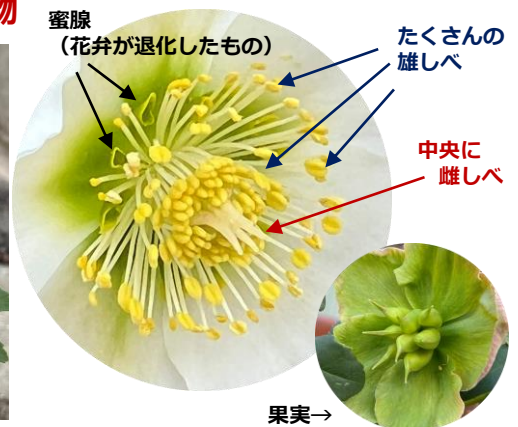 物
蜜腺
（花弁が退化したもの）
たくさんの
雄しべ
中央に
雌しべ
果実→